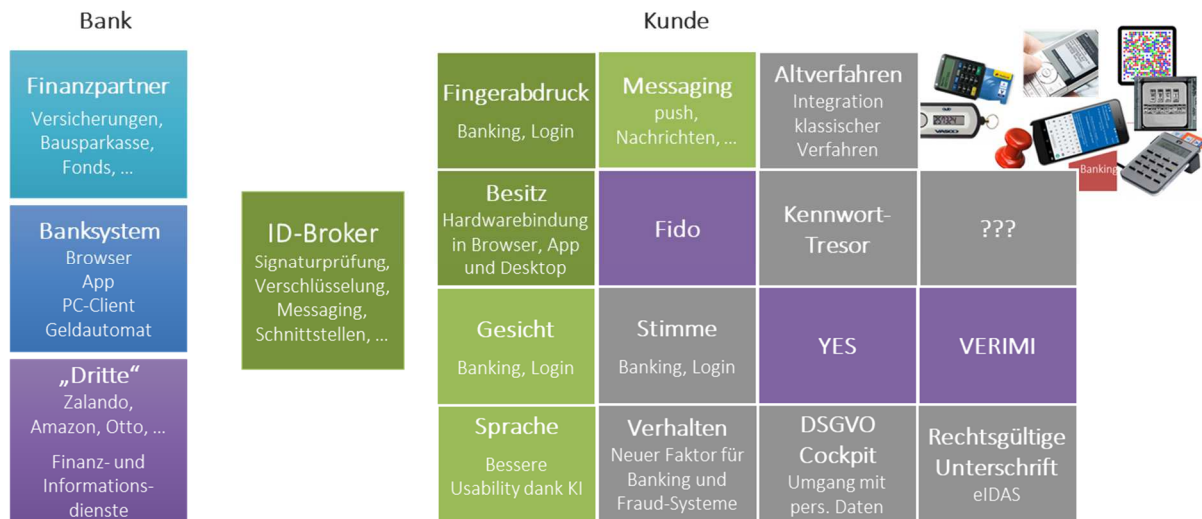 Bank
Kunde
Finanzpartner
Versicherungen,
Bausparkasse,
Fonds, ...
Banksystem
Browser
App
PC-Client
Geldautomat
„Dritte“
Zalando,
Amazon, Otto, ...
Finanz- und
Informations-
dienste
ID-Broker
Signaturprüfung,
Verschlüsselung,
Messaging,
Schnittstellen, ...
Fingerabdruck
Banking, Login
Messaging
push,
Nachrichten, ...
Altverfahren
Integration
klassischer
Verfahren
VASCO
Banking
Besitz
Hardwarebindung
in Browser, App
und Desktop
Fido
Kennwort-
Tresor
???
Gesicht
Banking, Login
Stimme
Banking, Login
YES
VERIMI
Sprache
Bessere
Usability dank KI
Verhalten
Neuer Faktor für
Banking und
Fraud-Systeme
DSGVO
Cockpit
Umgang mit
pers. Daten
Rechtsgültige
Unterschrift
eIDAS